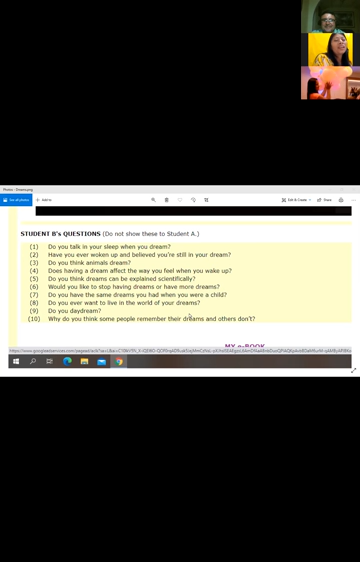 Photos - Dreams.png
See all photos
Add to
Edit & Create
Share
STUDENT B's QUESTIONS (Do not show these to Student A.)
(1) Do you talk in your sleep when you dream?
(2) Have you ever woken up and believed you're still in your dream?
(3) Do you think animals dream?
(4) Does having a dream affect the way you feel when you wake up?
(5) Do you think dreams can be explained scientifically?
(6) Would you like to stop having dreams or have more dreams?
(7) Do you have the same dreams you had when you were a child?
(8) Do you ever want to live in the world of your dreams?
(9) Do you daydream?
(10) Why do you think some people remember their dreams and others don't?
MY e-BOOK